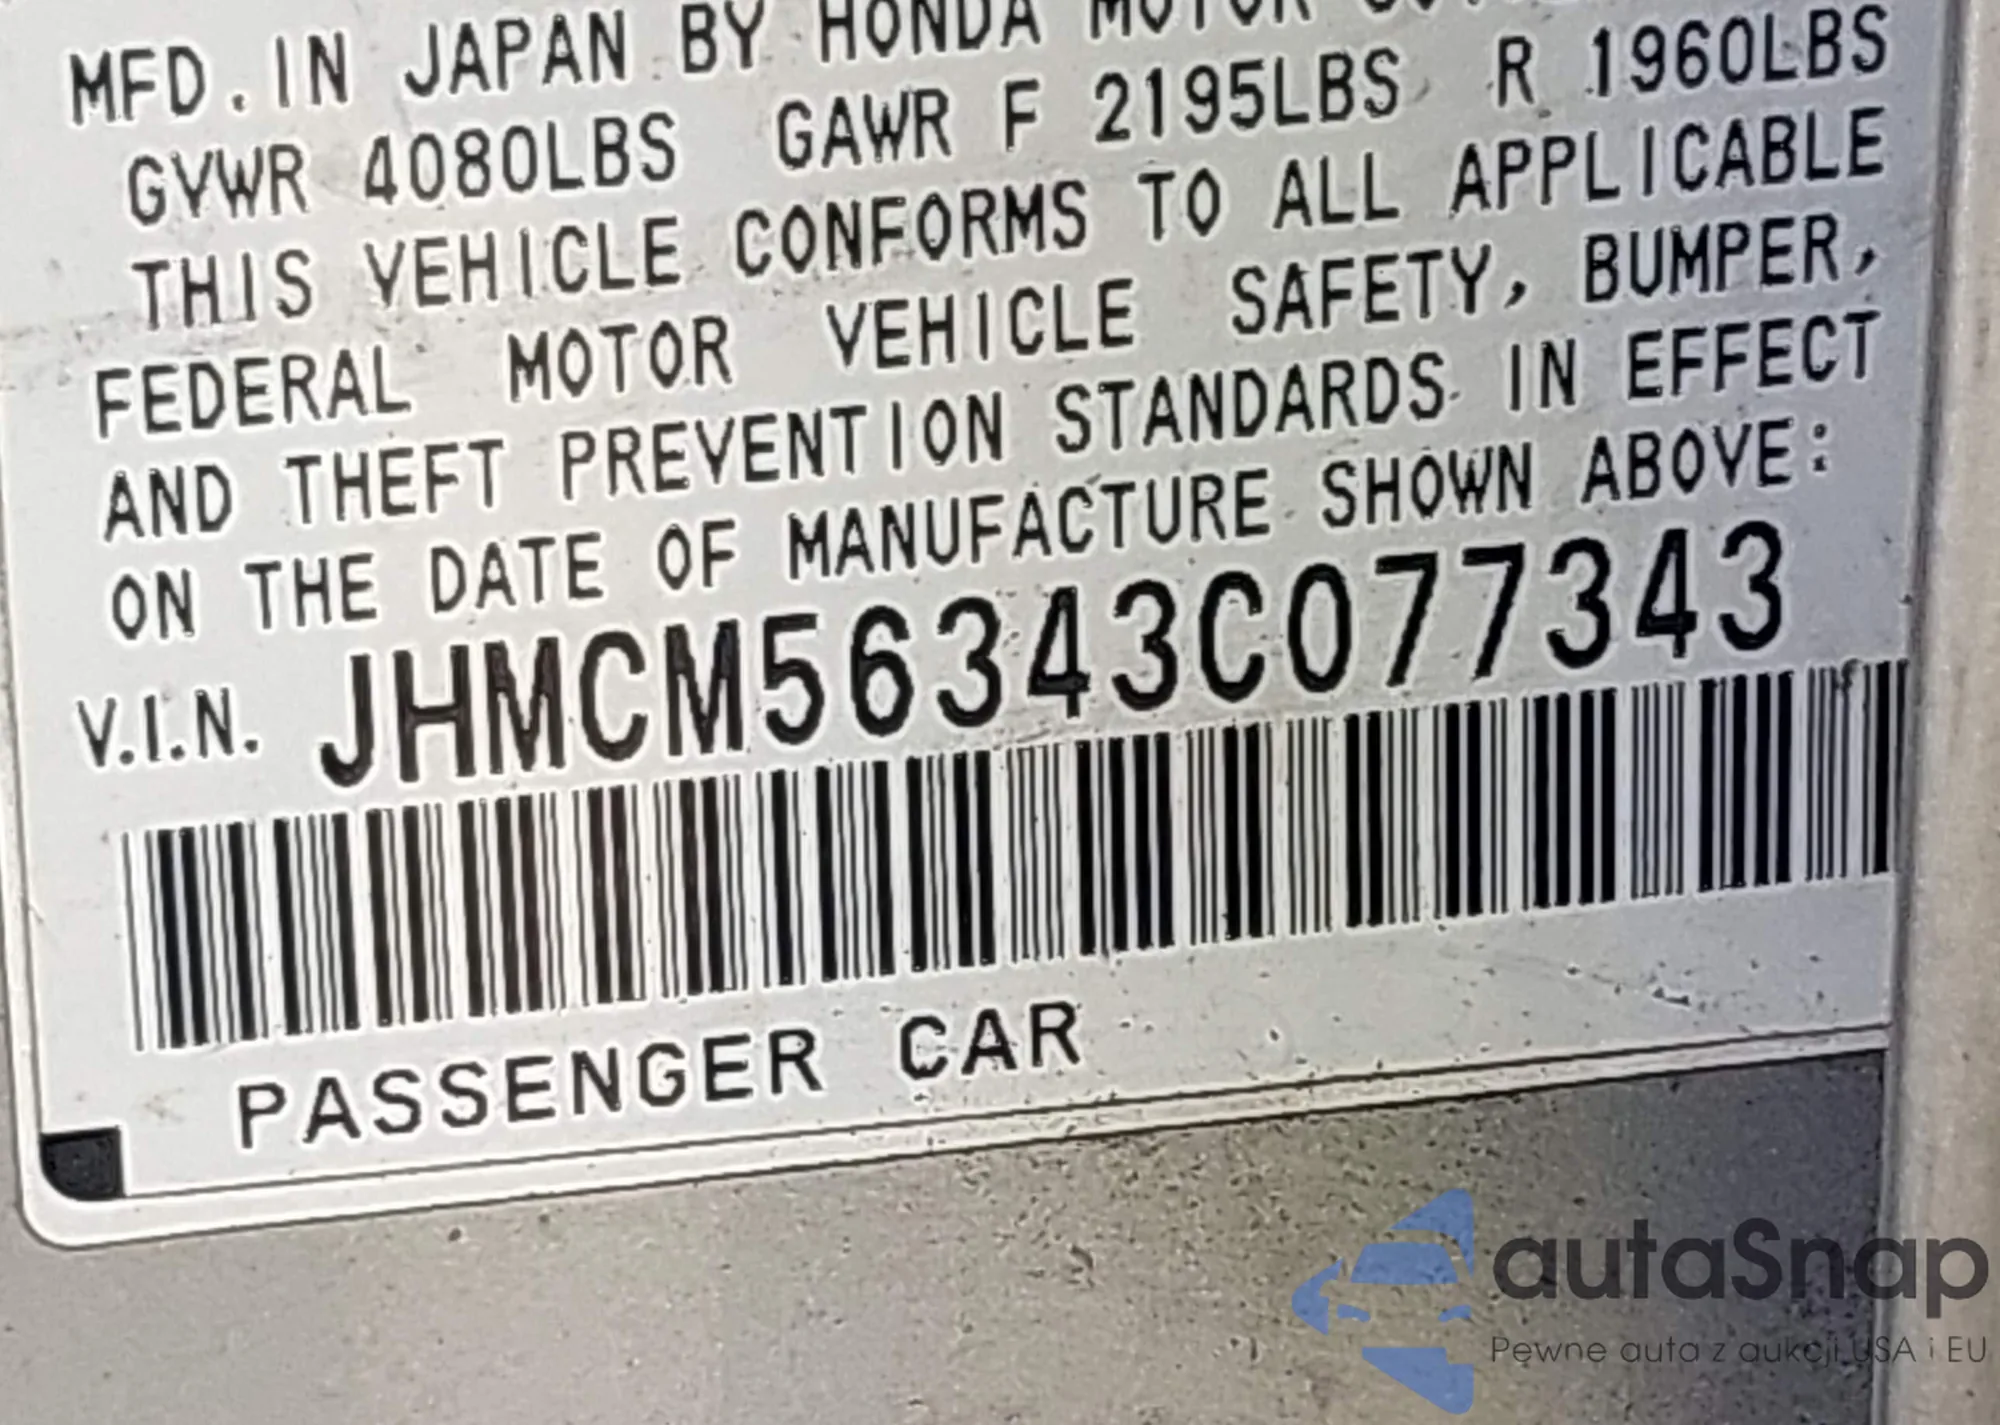 MFD. IN JAPAN BY HONDA MOTOR
GVWR 4080LBS GAWR F 2195LBS R 1960LBS
THIS VEHICLE CONFORMS TO ALL APPLICABLE
FEDERAL MOTOR VEHICLE SAFETY, BUMPER,
AND THEFT PREVENTION STANDARDS IN EFFECT
ON THE DATE OF MANUFACTURE SHOWN ABOVE:
V.I.N. JHMCM56343C077343
PASSENGER CAR
autaSnap
Pewne auta z aukcji USA i EU